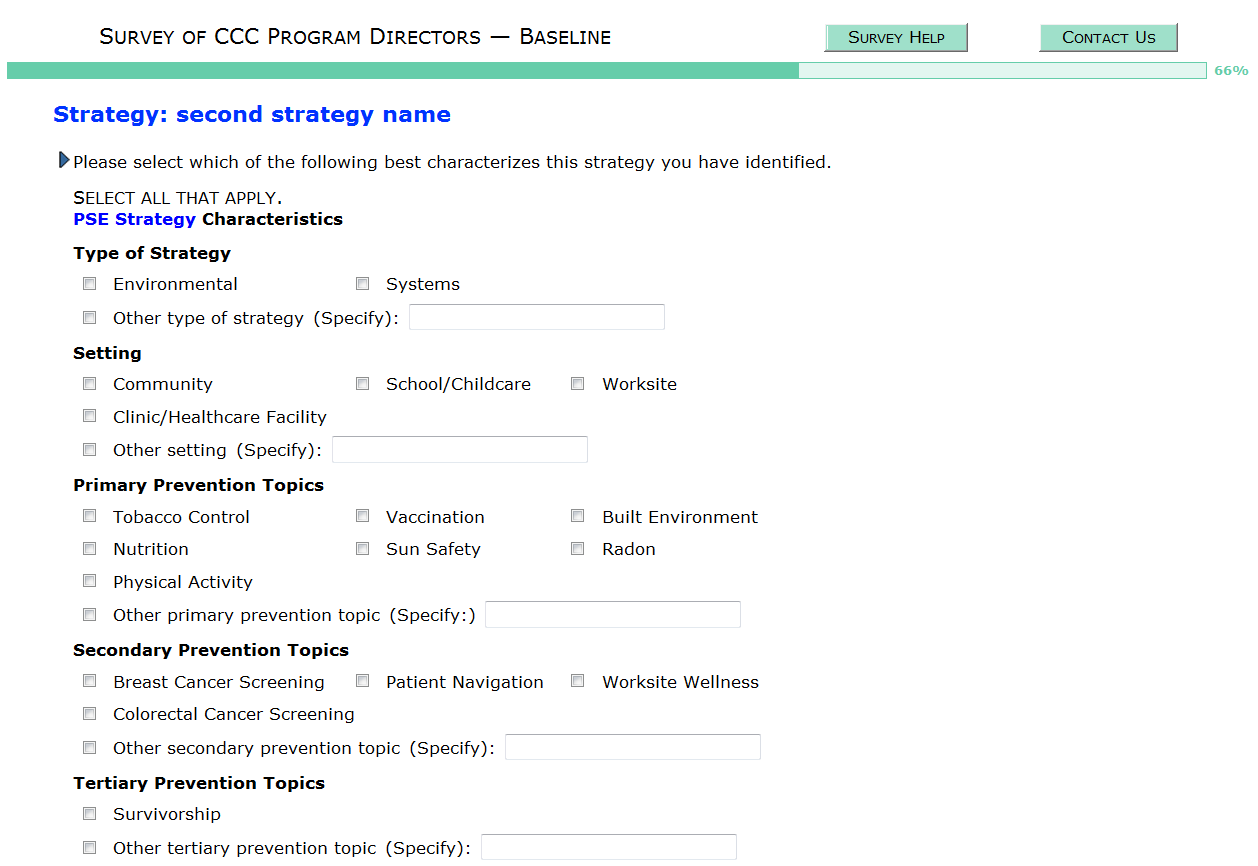 SURVEY OF CCC PROGRAM DIRECTORS — BASELINE SURVEY HELP CONTACT US
66%
Strategy: second strategy name
Please select which of the following best characterizes this strategy you have identified.
SELECT ALL THAT APPLY.
PSE Strategy Characteristics
Type of Strategy
Environmental Systems
Other type of strategy (Specify):
Setting
Community School/Childcare Worksite
Clinic/Healthcare Facility
Other setting (Specify):
Primary Prevention Topics
Tobacco Control Vaccination Built Environment
Nutrition Sun Safety Radon
Physical Activity
Other primary prevention topic (Specify:)
Secondary Prevention Topics
Breast Cancer Screening Patient Navigation Worksite Wellness
Colorectal Cancer Screening
Other secondary prevention topic (Specify):
Tertiary Prevention Topics
Survivorship
Other tertiary prevention topic (Specify):